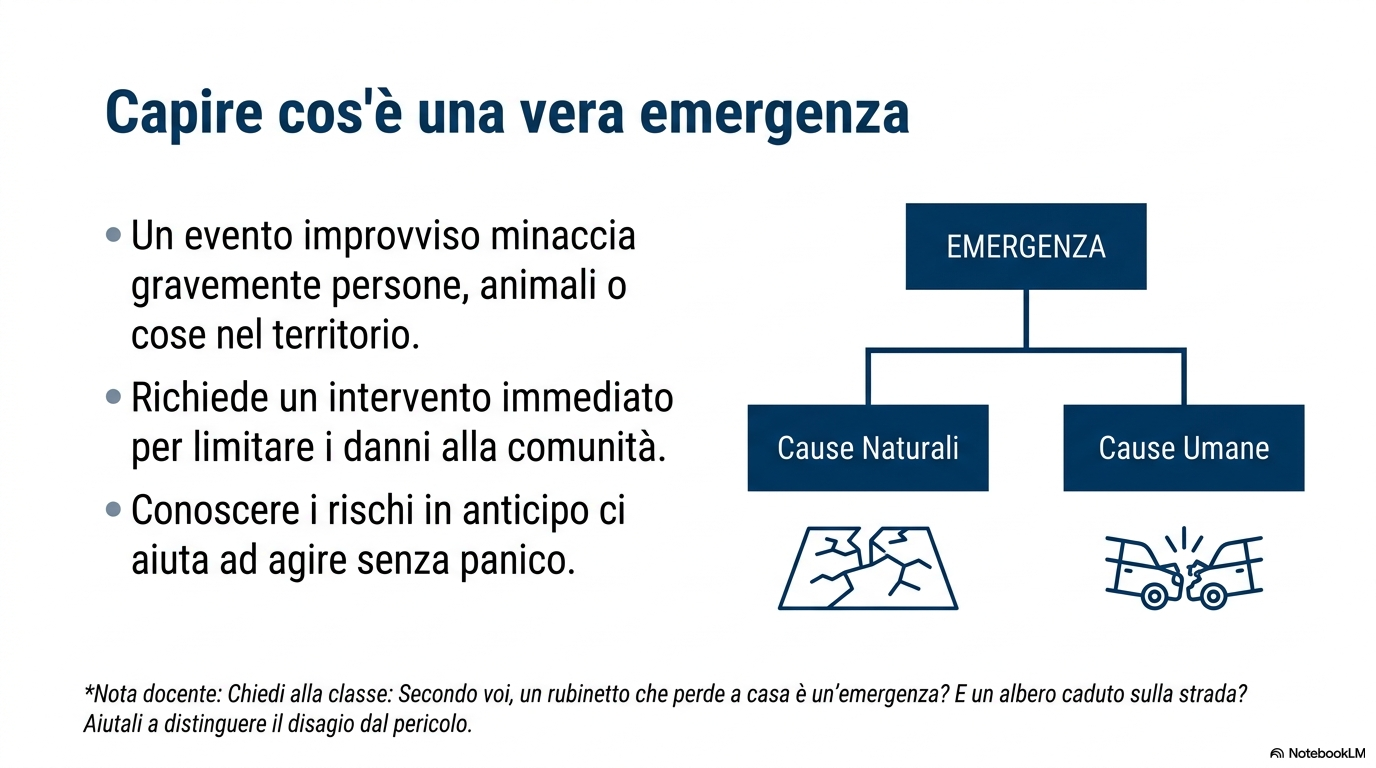 Capire cos'è una vera emergenza
• Un evento improvviso minaccia
gravemente persone, animali o
cose nel territorio.
• Richiede un intervento immediato
per limitare i danni alla comunità.
• Conoscere i rischi in anticipo ci
aiuta ad agire senza panico.
EMERGENZA
Cause Naturali
Cause Umane
*Nota docente: Chiedi alla classe: Secondo voi, un rubinetto che perde a casa è un’emergenza? E un albero caduto sulla strada?
Aiutali a distinguere il disagio dal pericolo.
NotebookLM